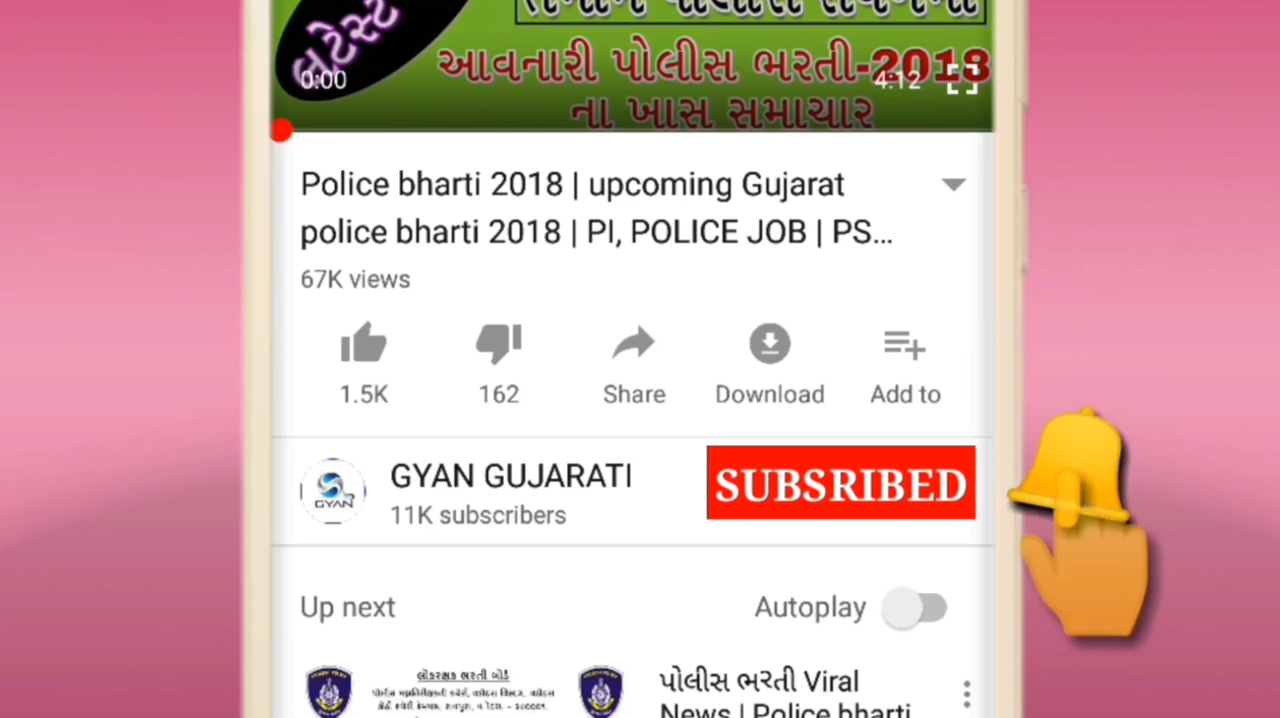 લેટેસ્ટ
આવનારી પોલીસ ભરતી-2018
0:00
4:12
ના ખાસ સમાચાર
Police bharti 2018 | upcoming Gujarat
police bharti 2018 | PI, POLICE JOB | PS...
67K views
1.5K
162
Share
Download
Add to
GYAN
GYAN GUJARATI
11K subscribers
SUBSRIBED
Up next
Autoplay
લોકરક્ષક ભરતી બોર્ડ
પોલીસ ભરતી Viral
News | Police bharti